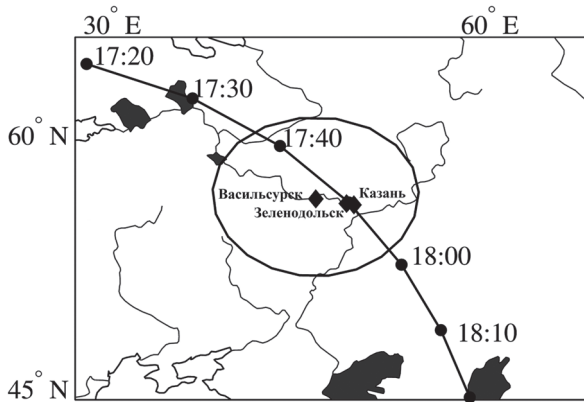 30° E 60° E
17:20
17:30
60° N 17:40
Васильсурск Казань
Зеленодольск
18:00
18:10
45° N